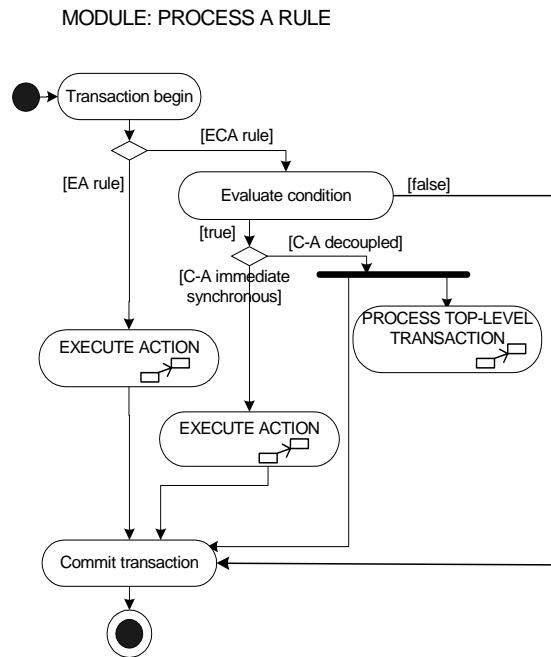 MODULE: PROCESS A RULE
Transaction begin
[ECA rule]
[EA rule]
Evaluate condition
[false]
[true]
[C-A decoupled]
[C-A immediate
synchronous]
PROCESS TOP-LEVEL
TRANSACTION
EXECUTE ACTION
EXECUTE ACTION
Commit transaction